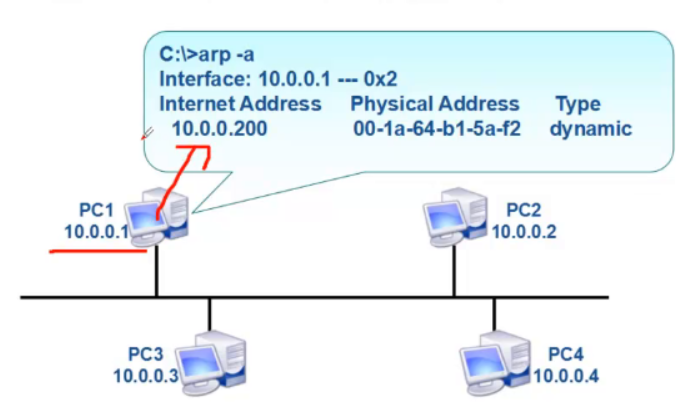 C:\>arp -a
Interface: 10.0.0.1 --- 0x2
Internet Address Physical Address Type
10.0.0.200 00-1a-64-b1-5a-f2 dynamic
PC1
10.0.0.1
PC2
10.0.0.2
PC3
10.0.0.3
PC4
10.0.0.4